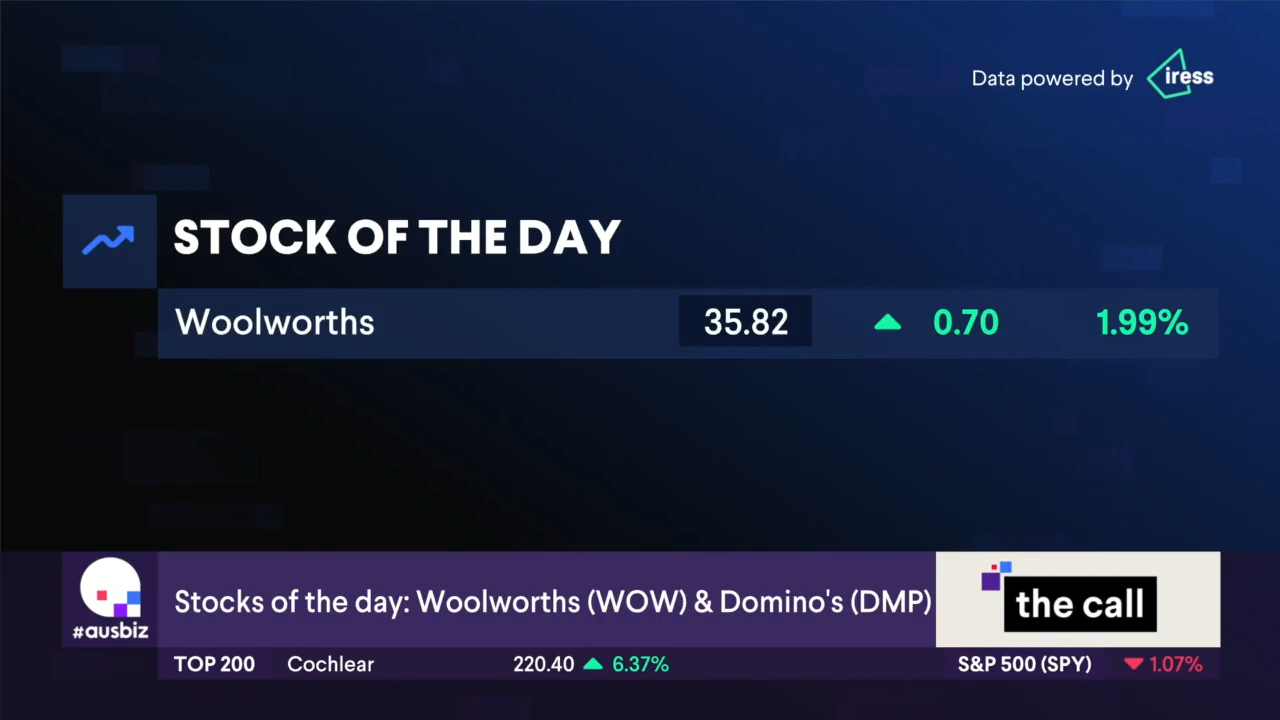 Data powered by iress
STOCK OF THE DAY
Woolworths 35.82 0.70 1.99%
Stocks of the day: Woolworths (WOW) & Domino's (DMP)
#ausbiz
the call
TOP 200 Cochlear 220.40 6.37% S&P 500 (SPY) 1.07%